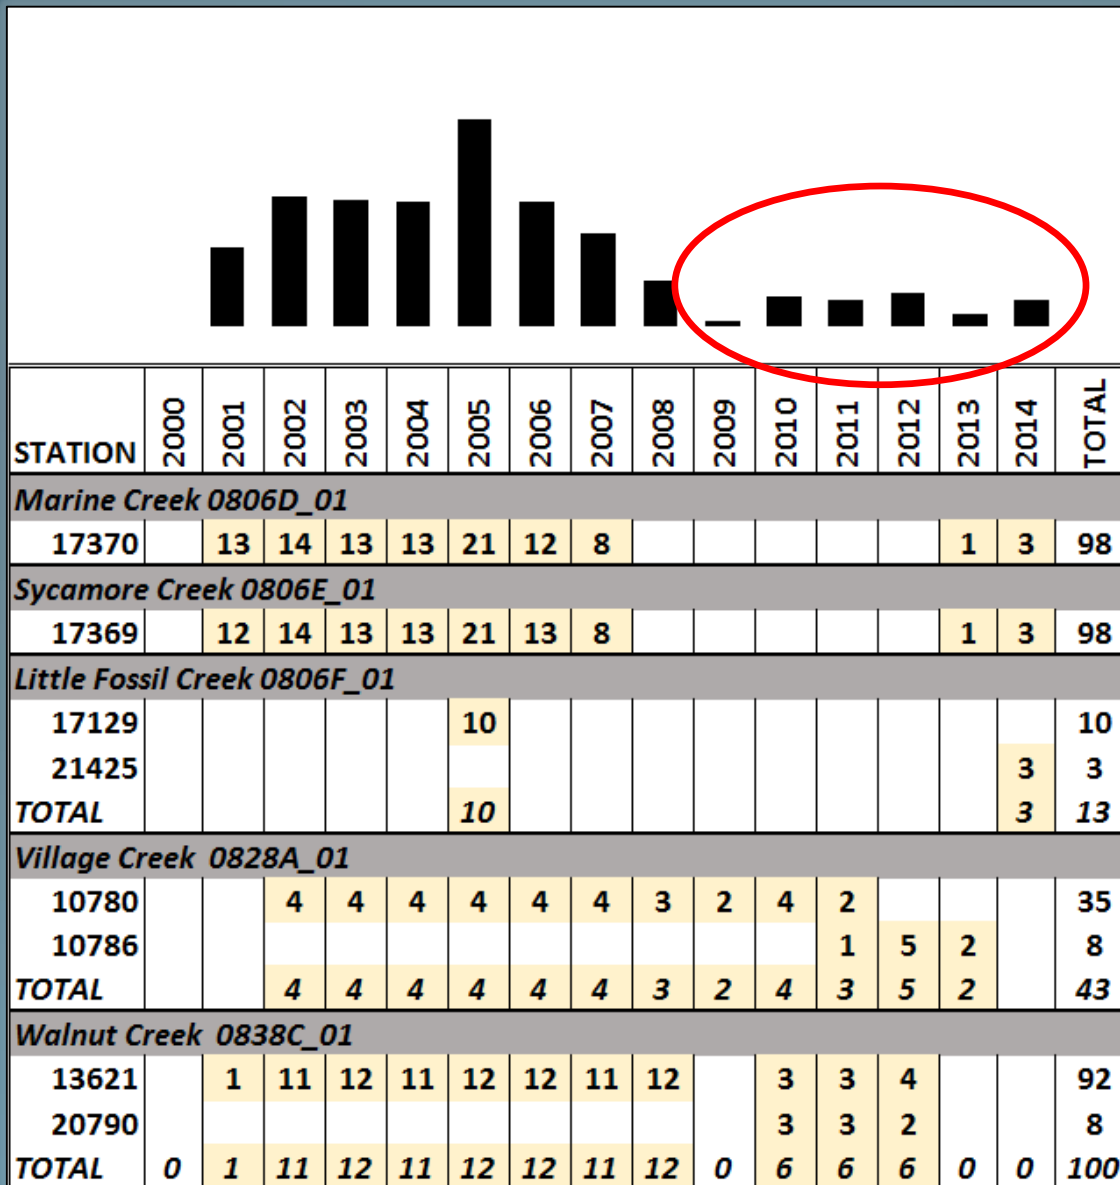 STATION 2000 2001 2002 2003 2004 2005 2006 2007 2008 2009 2010 2011 2012 2013 2014 TOTAL
Marine Creek 0806D_01
17370 13 14 13 13 21 12 8 1 3 98
Sycamore Creek 0806E_01
17369 12 14 13 13 21 13 8 1 3 98
Little Fossil Creek 0806F_01
17129 10 10
21425 3 3
TOTAL 10 3 13
Village Creek 0828A_01
10780 4 4 4 4 4 4 3 2 4 2 35
10786 1 5 2 8
TOTAL 4 4 4 4 4 4 3 2 4 3 5 2 43
Walnut Creek 0838C_01
13621 1 11 12 11 12 12 11 12 3 3 4 92
20790 3 3 2 8
TOTAL 0 1 11 12 11 12 12 11 12 0 6 6 6 0 0 100